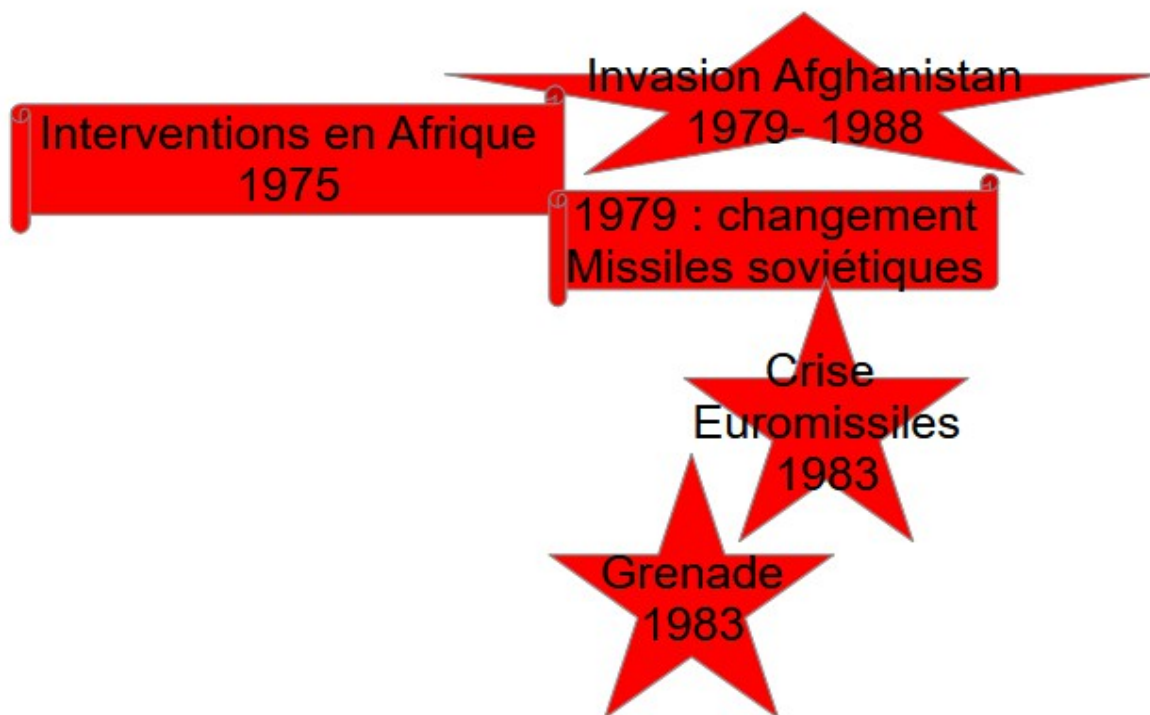 Invasion Afghanistan
1979- 1988
Interventions en Afrique
1975
1979 : changement
Missiles soviétiques
Crise
Euromissiles
1983
Grenade
1983